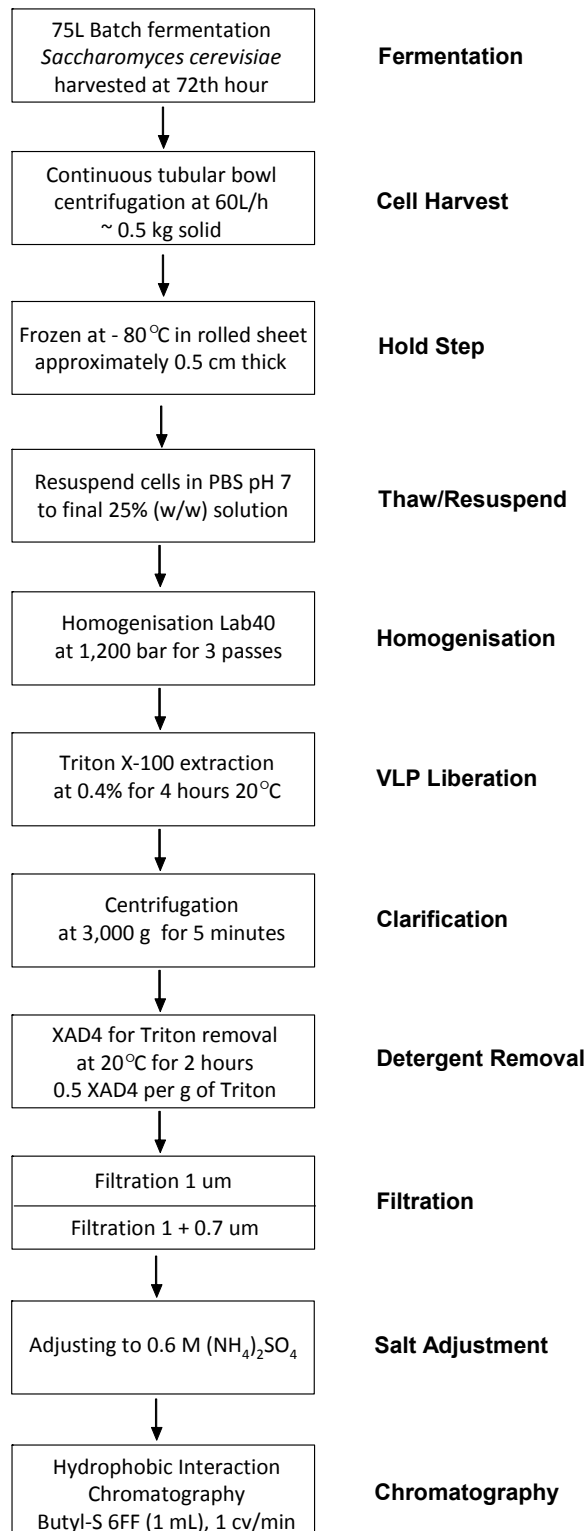 75L Batch fermentation
Saccharomyces cerevisiae
harvested at 72th hour
Fermentation
Continuous tubular bowl
centrifugation at 60L/h
~ 0.5 kg solid
Cell Harvest
Frozen at - 80°C in rolled sheet
approximately 0.5 cm thick
Hold Step
Resuspend cells in PBS pH 7
to final 25% (w/w) solution
Thaw/Resuspend
Homogenisation Lab40
at 1,200 bar for 3 passes
Homogenisation
Triton X-100 extraction
at 0.4% for 4 hours 20°C
VLP Liberation
Centrifugation
at 3,000 g for 5 minutes
Clarification
XAD4 for Triton removal
at 20°C for 2 hours
0.5 XAD4 per g of Triton
Detergent Removal
Filtration 1 um
Filtration 1 + 0.7 um
Filtration
Adjusting to 0.6 M (NH₄)₂SO₄
Salt Adjustment
Hydrophobic Interaction
Chromatography
Butyl-S 6FF (1 mL), 1 cv/min
Chromatography